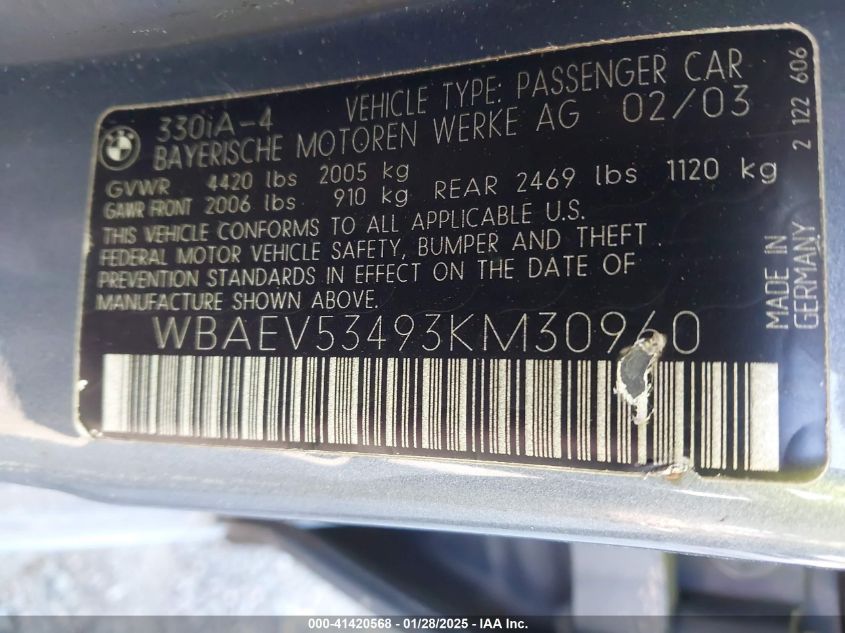 330iA-4 VEHICLE TYPE: PASSENGER CAR
BAYERISCHE MOTOREN WERKE AG 02/03
GVWR 4420 lbs 2005 kg
GAWR FRONT 2006 lbs 910 kg REAR 2469 lbs 1120 kg
THIS VEHICLE CONFORMS TO ALL APPLICABLE U.S.
FEDERAL MOTOR VEHICLE SAFETY, BUMPER AND THEFT
PREVENTION STANDARDS IN EFFECT ON THE DATE OF
MANUFACTURE SHOWN ABOVE.
WBAEV53493KM30960
MADE IN
GERMANY
2 122 606
BMW
000-41420568 | 01/28/2025 | IAA Inc.